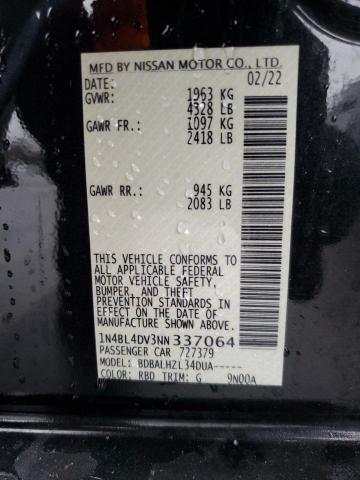 MFD BY NISSAN MOTOR CO., LTD.
DATE: 02/22
GVWR: 1963 KG
4328 LB
GAWR FR.: 1097 KG
2418 LB
GAWR RR.: 945 KG
2083 LB
THIS VEHICLE CONFORMS TO
ALL APPLICABLE FEDERAL
MOTOR VEHICLE SAFETY,
BUMPER, AND THEFT
PREVENTION STANDARDS IN
EFFECT ON THE DATE OF
MANUFACTURE SHOWN ABOVE.
1N4BL4DV3NN337064
PASSENGER CAR 727379
MODEL: BDBALHZL34DUA-----
COLOR: RBD TRIM: G 9N00A